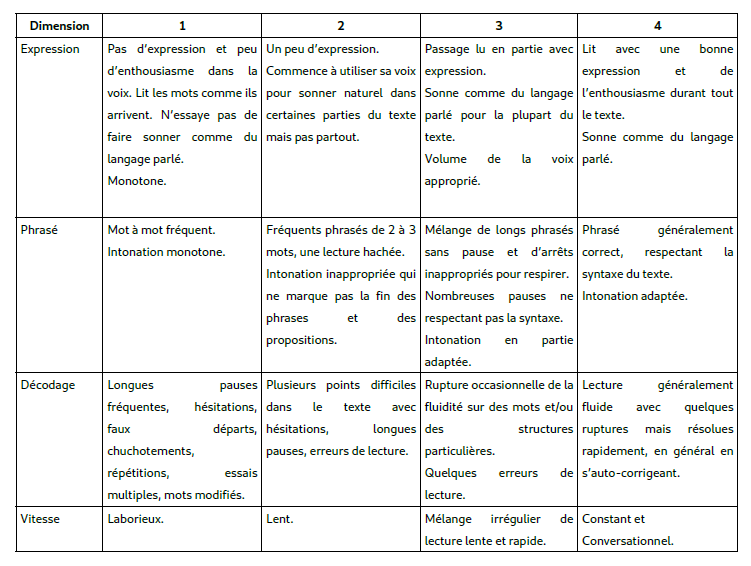 Dimension 1 2 3 4
Expression
Pas d'expression et peu
d'enthousiasme dans la
voix. Lit les mots comme ils
arrivent. N'essaye pas de
faire sonner comme du
langage parlé.
Monotone.
Un peu d'expression.
Commence à utiliser sa voix
pour sonner naturel dans
certaines parties du texte
mais pas partout.
Passage lu en partie avec
expression.
Sonne comme du langage
parlé pour la plupart du
texte.
Volume de la voix
approprié.
Lit avec une bonne
expression et de
l'enthousiasme durant tout
le texte.
Sonne comme du langage
parlé.
Phrasé
Mot à mot fréquent.
Intonation monotone.
Fréquents phrasés de 2 à 3
mots, une lecture hachée.
Intonation inappropriée qui
ne marque pas la fin des
phrases et des
propositions.
Mélange de longs phrasés
sans pause et d'arrêts
inappropriés pour respirer.
Nombreuses pauses ne
respectant pas la syntaxe.
Intonation en partie
adaptée.
Phrasé généralement
correct, respectant la
syntaxe du texte.
Intonation adaptée.
Décodage
Longues pauses
fréquentes, hésitations,
faux départs,
chuchotements,
répétitions, essais
multiples, mots modifiés.
Plusieurs points difficiles
dans le texte avec
hésitations, longues
pauses, erreurs de lecture.
Rupture occasionnelle de la
fluidité sur des mots et/ou
des structures
particulières.
Quelques erreurs de
lecture.
Lecture généralement
fluide avec quelques
ruptures mais résolues
rapidement, en général en
s'auto-corrigeant.
Vitesse
Laborieux.
Lent.
Mélange irrégulier de
lecture lente et rapide.
Constant et
Conversationnel.